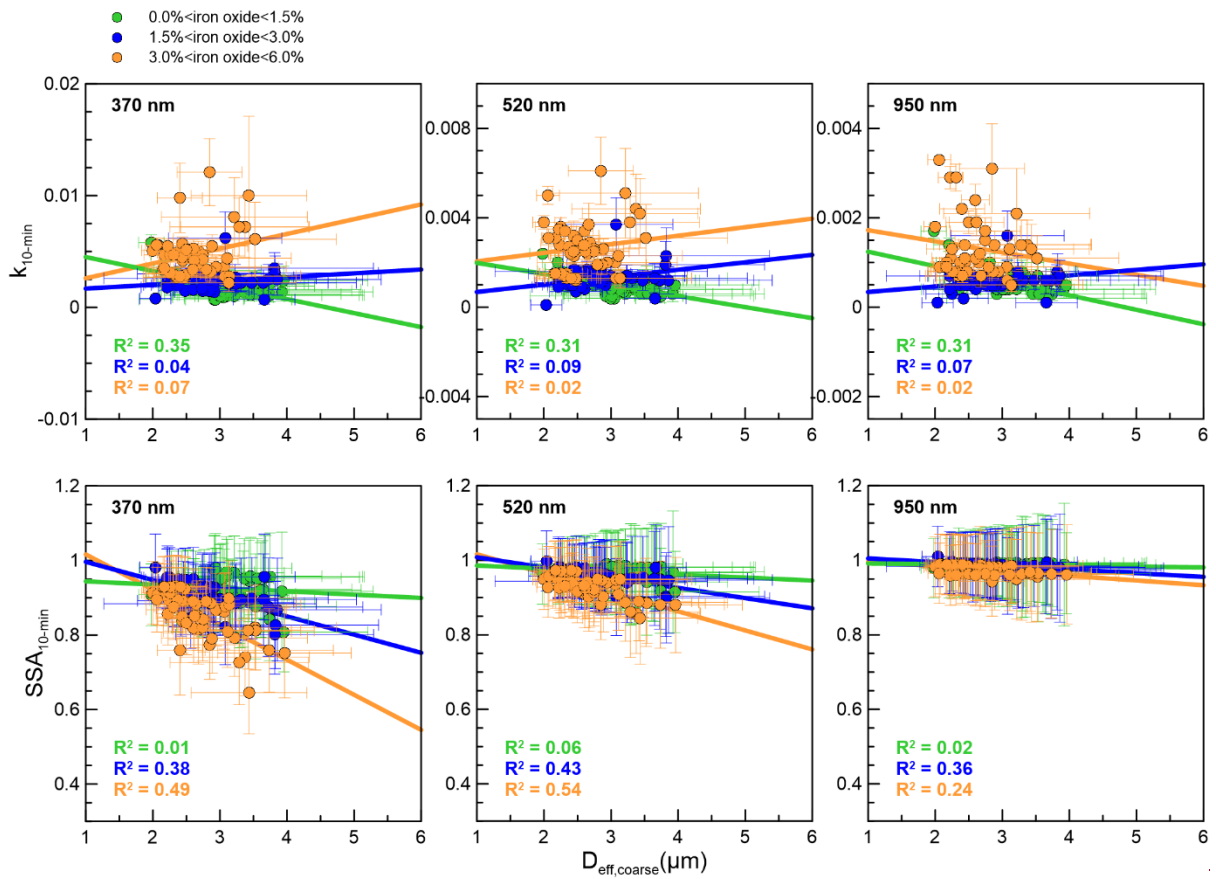 0.0%<iron oxide<1.5%
1.5%<iron oxide<3.0%
3.0%<iron oxide<6.0%
0.02
0.01
0
-0.01
k10-min
370 nm
R² = 0.35
R² = 0.04
R² = 0.07
1 2 3 4 5 6
0.008
0.004
0.000
-0.004
520 nm
R² = 0.31
R² = 0.09
R² = 0.02
1 2 3 4 5 6
0.004
0.002
0.000
-0.002
950 nm
R² = 0.31
R² = 0.07
R² = 0.02
1 2 3 4 5 6
1.2
1
0.8
0.6
0.4
SSA10-min
370 nm
R² = 0.01
R² = 0.38
R² = 0.49
1 2 3 4 5 6
1.2
1
0.8
0.6
0.4
520 nm
R² = 0.06
R² = 0.43
R² = 0.54
1 2 3 4 5 6
1.2
1
0.8
0.6
0.4
950 nm
R² = 0.02
R² = 0.36
R² = 0.24
1 2 3 4 5 6
Deff,coarse(µm)